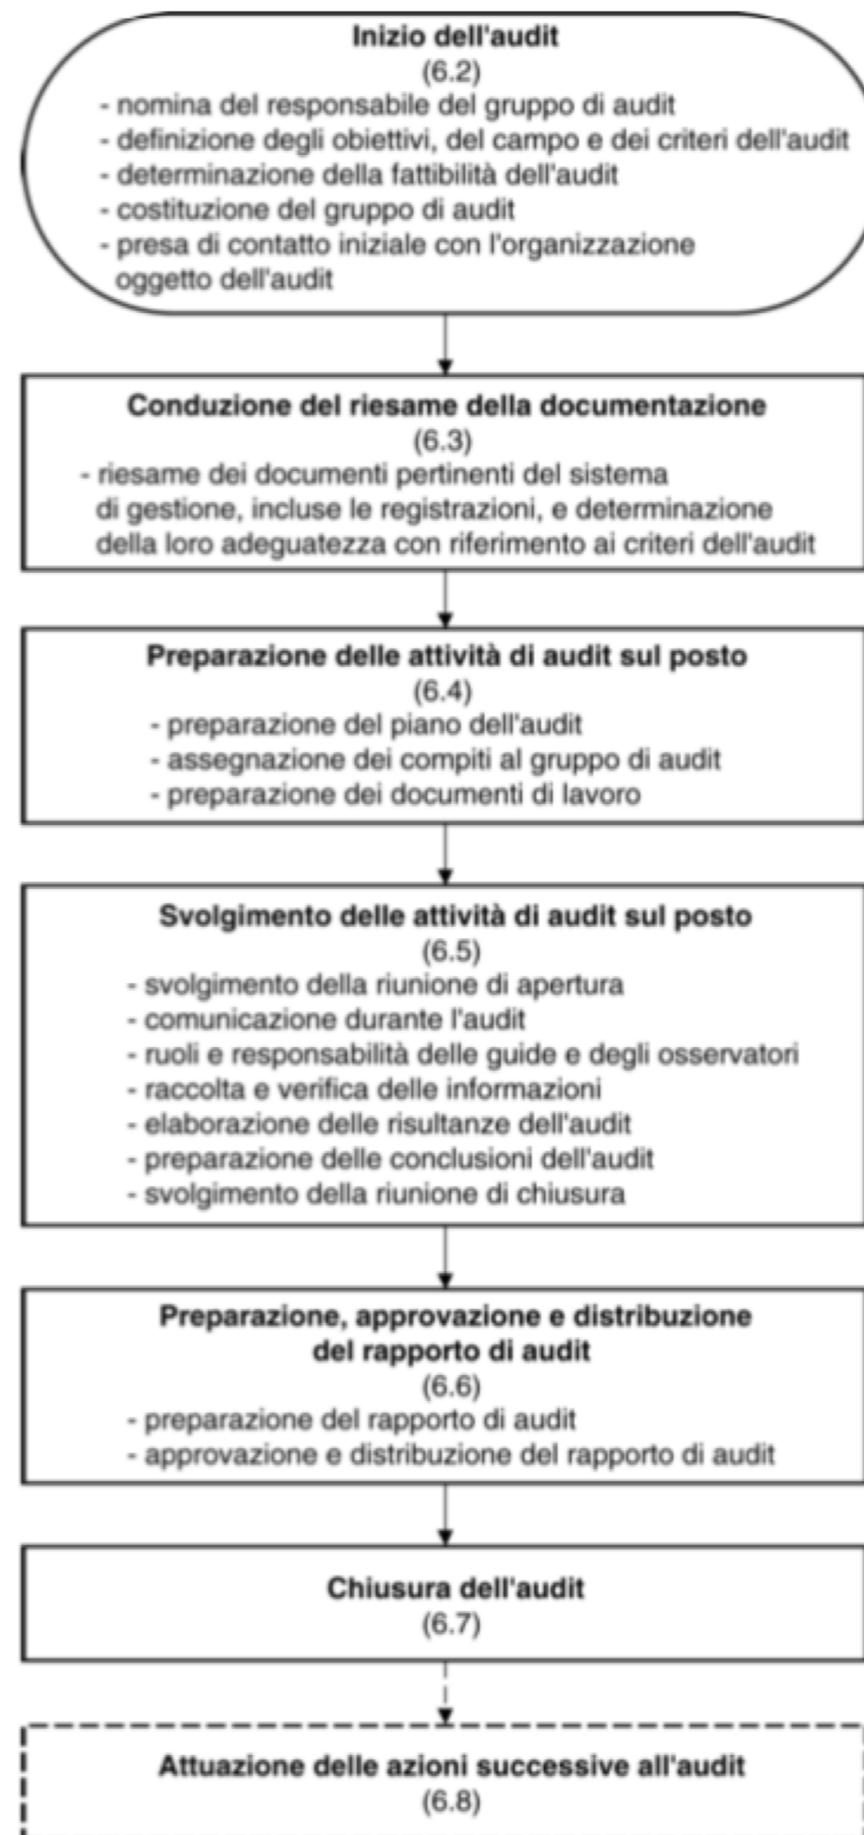 Inizio dell'audit
(6.2)
- nomina del responsabile del gruppo di audit
- definizione degli obiettivi, del campo e dei criteri dell'audit
- determinazione della fattibilità dell'audit
- costituzione del gruppo di audit
- presa di contatto iniziale con l'organizzazione
oggetto dell'audit
Conduzione del riesame della documentazione
(6.3)
- riesame dei documenti pertinenti del sistema
di gestione, incluse le registrazioni, e determinazione
della loro adeguatezza con riferimento ai criteri dell'audit
Preparazione delle attività di audit sul posto
(6.4)
- preparazione del piano dell'audit
- assegnazione dei compiti al gruppo di audit
- preparazione dei documenti di lavoro
Svolgimento delle attività di audit sul posto
(6.5)
- svolgimento della riunione di apertura
- comunicazione durante l'audit
- ruoli e responsabilità delle guide e degli osservatori
- raccolta e verifica delle informazioni
- elaborazione delle risultanze dell'audit
- preparazione delle conclusioni dell'audit
- svolgimento della riunione di chiusura
Preparazione, approvazione e distribuzione
del rapporto di audit
(6.6)
- preparazione del rapporto di audit
- approvazione e distribuzione del rapporto di audit
Chiusura dell'audit
(6.7)
Attuazione delle azioni successive all'audit
(6.8)